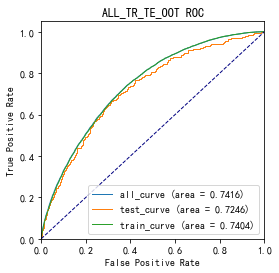 ALL_TR_TE_OOT ROC
1.0
0.8
0.6
0.4
0.2
0.0
True Positive Rate
all_curve (area = 0.7416)
test_curve (area = 0.7246)
train_curve (area = 0.7404)
0.0 0.2 0.4 0.6 0.8 1.0
False Positive Rate